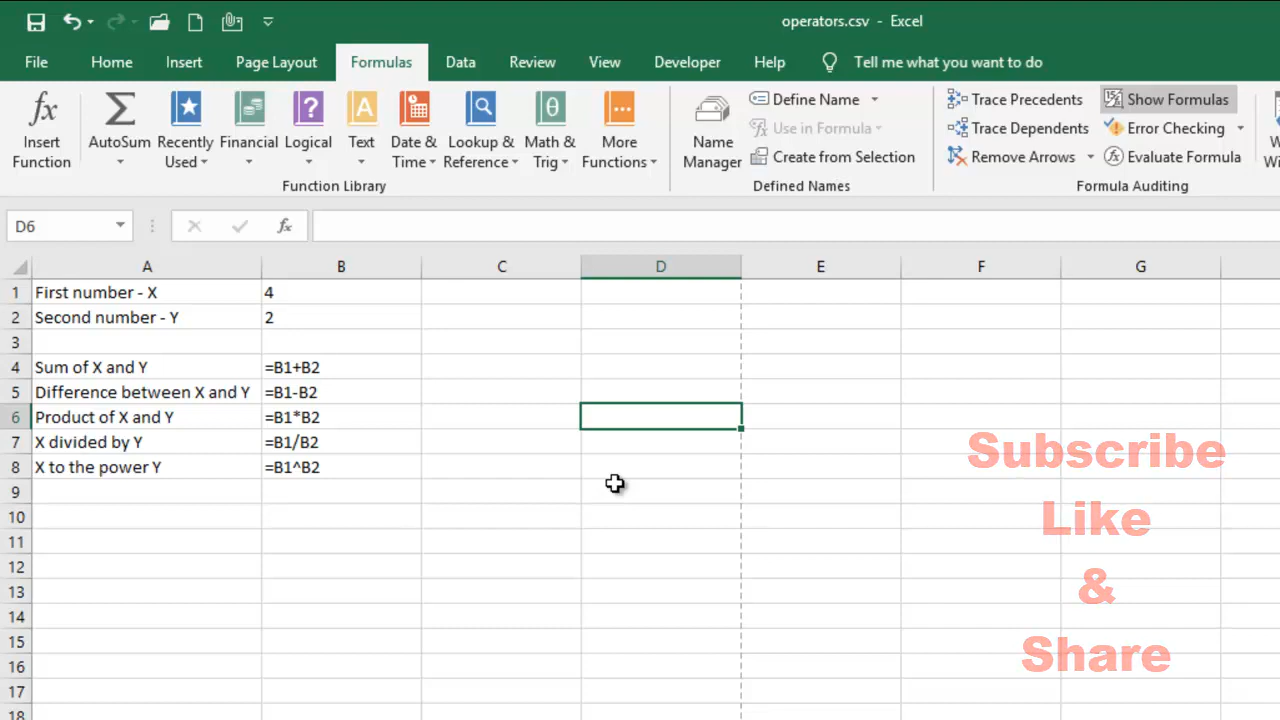 operators.csv - Excel
File Home Insert Page Layout Formulas Data Review View Developer Help Tell me what you want to do
fx Insert Function
Σ AutoSum
Recently Used
Financial
Logical
Text
Date & Time
Lookup & Reference
Math & Trig
More Functions
Function Library
Name Manager
Define Name
Use in Formula
Create from Selection
Defined Names
Trace Precedents
Trace Dependents
Remove Arrows
Show Formulas
Error Checking
Evaluate Formula
Formula Auditing
D6 fx
A B C D E F G
1 First number - X 4
2 Second number - Y 2
3
4 Sum of X and Y =B1+B2
5 Difference between X and Y =B1-B2
6 Product of X and Y =B1*B2
7 X divided by Y =B1/B2
8 X to the power Y =B1^B2
9
10
11
12
13
14
15
16
17
18
Subscribe
Like
&
Share